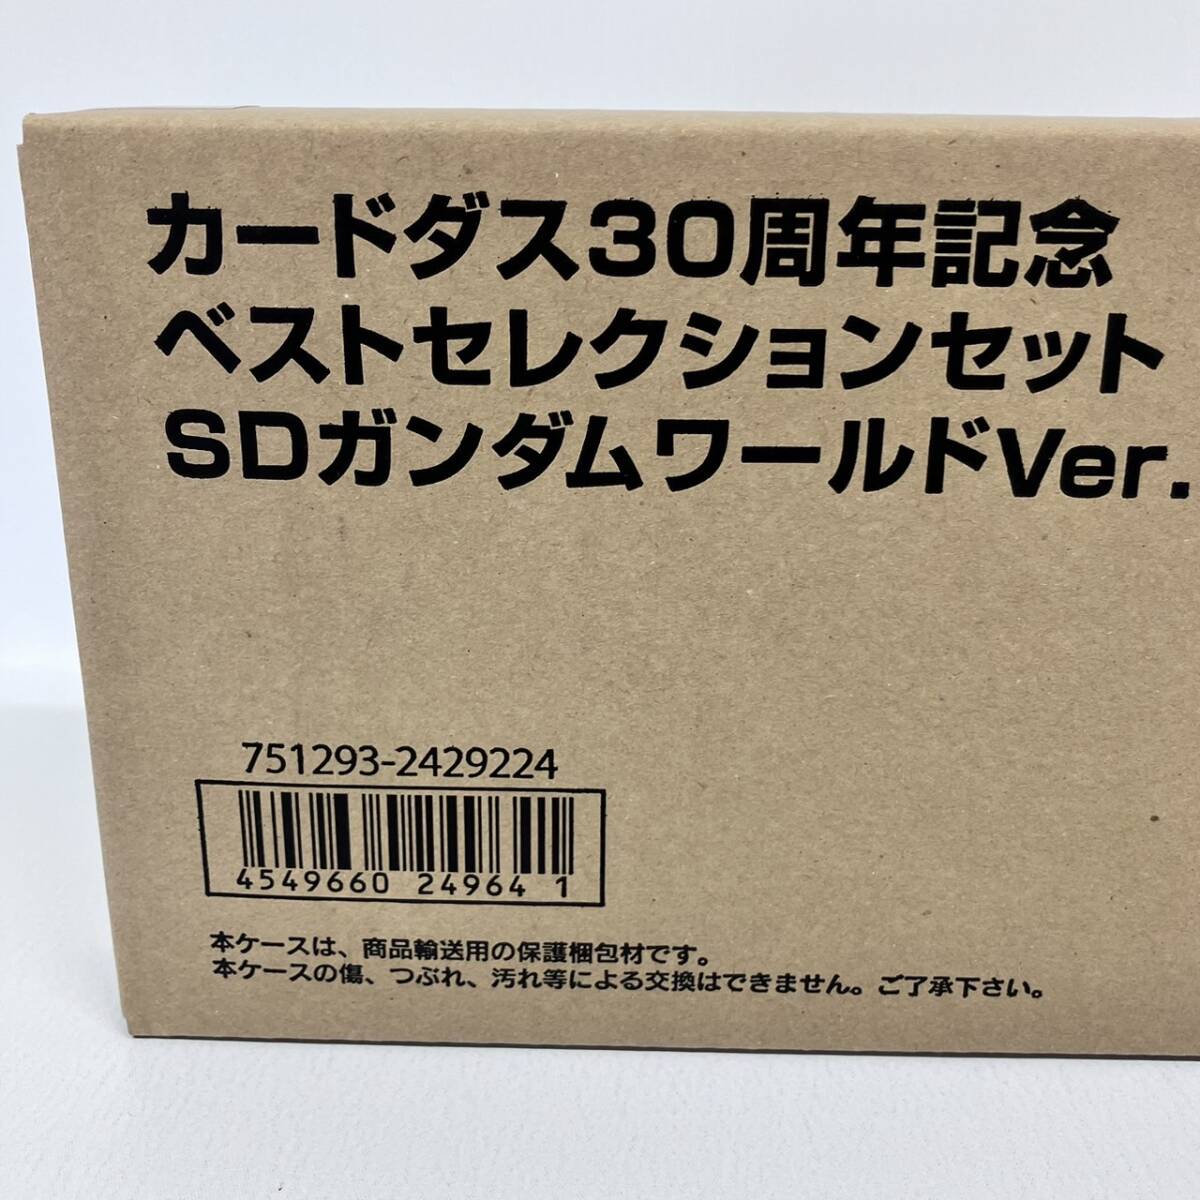 カードダス30周年記念
ベストセレクションセット
SDガンダムワールドVer.
751293-2429224
4549660 24964 1
本ケースは、商品輸送用の保護梱包材です。
本ケースの傷、つぶれ、汚れ等による交換はできません。ご了承下さい。